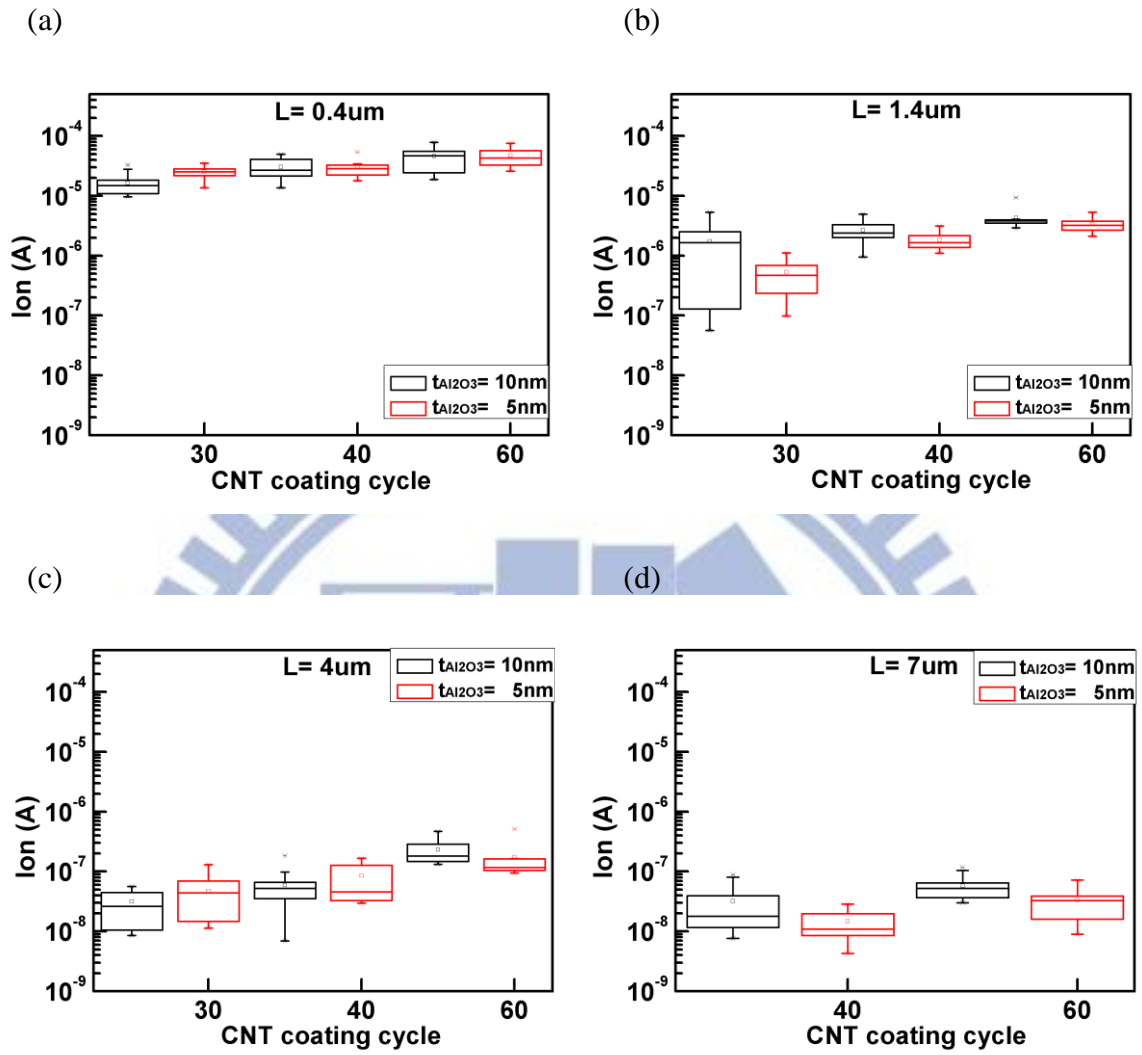 (a)
L= 0.4um
Ion (A)
10⁻⁴
10⁻⁵
10⁻⁶
10⁻⁷
10⁻⁸
10⁻⁹
tAl2O3= 10nm
tAl2O3= 5nm
30 40 60
CNT coating cycle
(b)
L= 1.4um
Ion (A)
10⁻⁴
10⁻⁵
10⁻⁶
10⁻⁷
10⁻⁸
10⁻⁹
tAl2O3= 10nm
tAl2O3= 5nm
30 40 60
CNT coating cycle
(c)
L= 4um
tAl2O3= 10nm
tAl2O3= 5nm
Ion (A)
10⁻⁴
10⁻⁵
10⁻⁶
10⁻⁷
10⁻⁸
10⁻⁹
30 40 60
CNT coating cycle
(d)
L= 7um
tAl2O3= 10nm
tAl2O3= 5nm
Ion (A)
10⁻⁴
10⁻⁵
10⁻⁶
10⁻⁷
10⁻⁸
10⁻⁹
40 60
CNT coating cycle